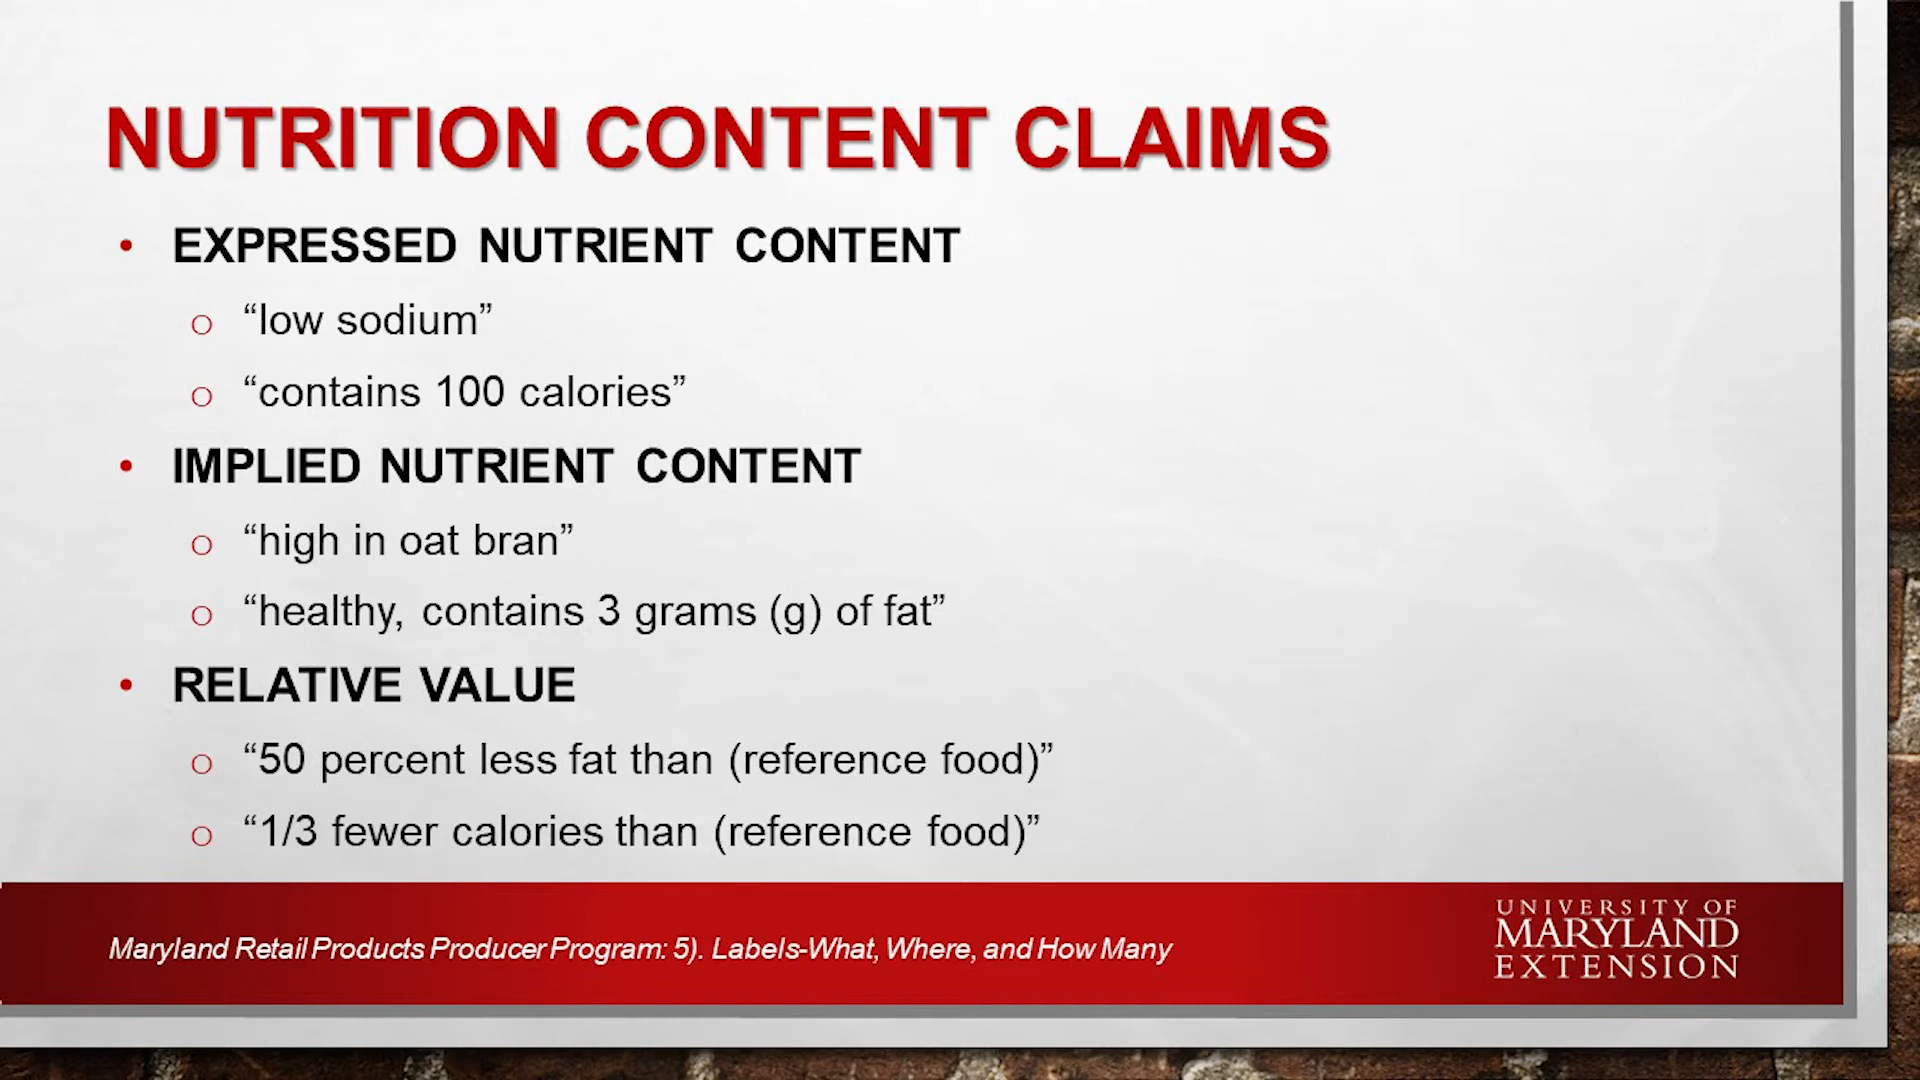 NUTRITION CONTENT CLAIMS
• EXPRESSED NUTRIENT CONTENT
o “low sodium”
o “contains 100 calories”
• IMPLIED NUTRIENT CONTENT
o “high in oat bran”
o “healthy, contains 3 grams (g) of fat”
• RELATIVE VALUE
o “50 percent less fat than (reference food)”
o “1/3 fewer calories than (reference food)”
Maryland Retail Products Producer Program: 5). Labels-What, Where, and How Many
UNIVERSITY OF
MARYLAND
EXTENSION